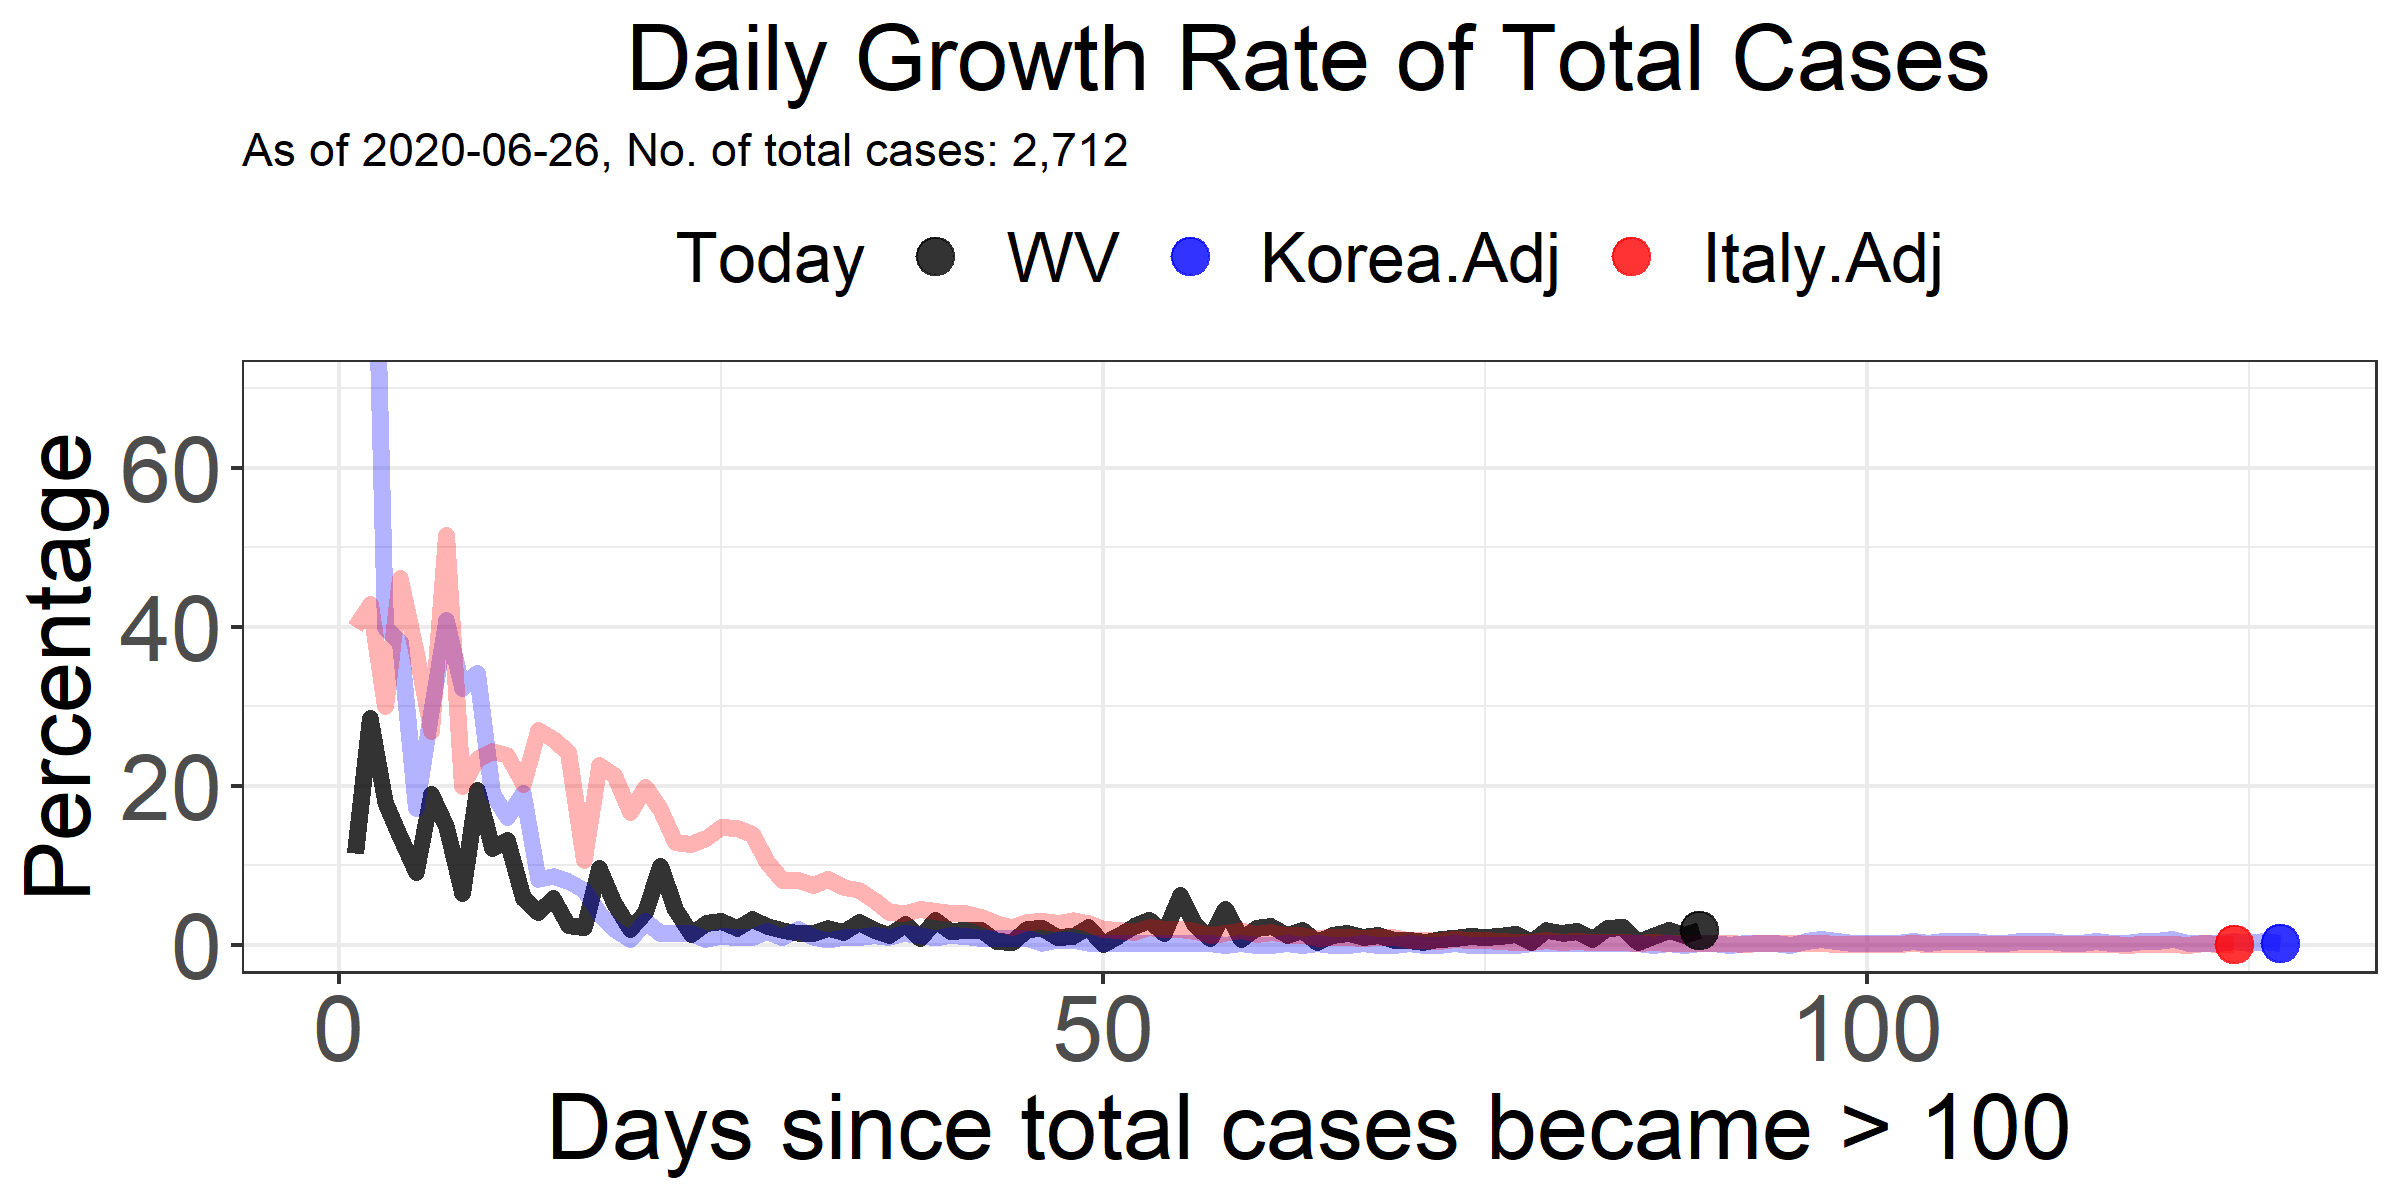 Daily Growth Rate of Total Cases
As of 2020-06-26, No. of total cases: 2,712
Today WV Korea.Adj Italy.Adj
Percentage
60
40
20
0
0 50 100
Days since total cases became > 100